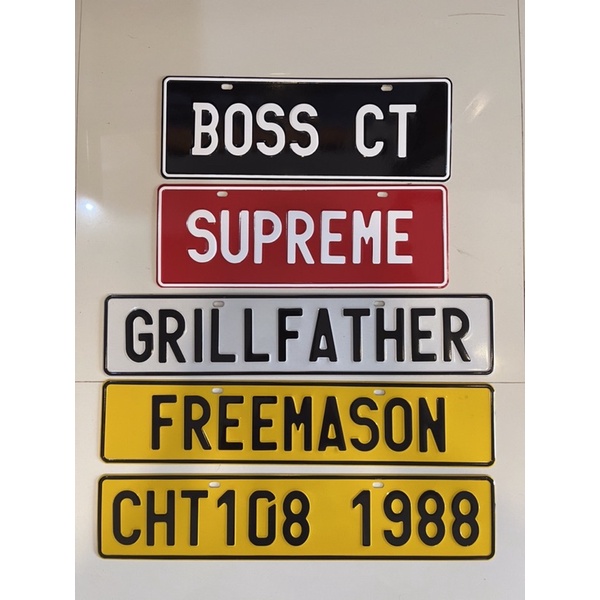 BOSS CT
SUPREME
GRILLFATHER
FREEMASON
CHT108 1988